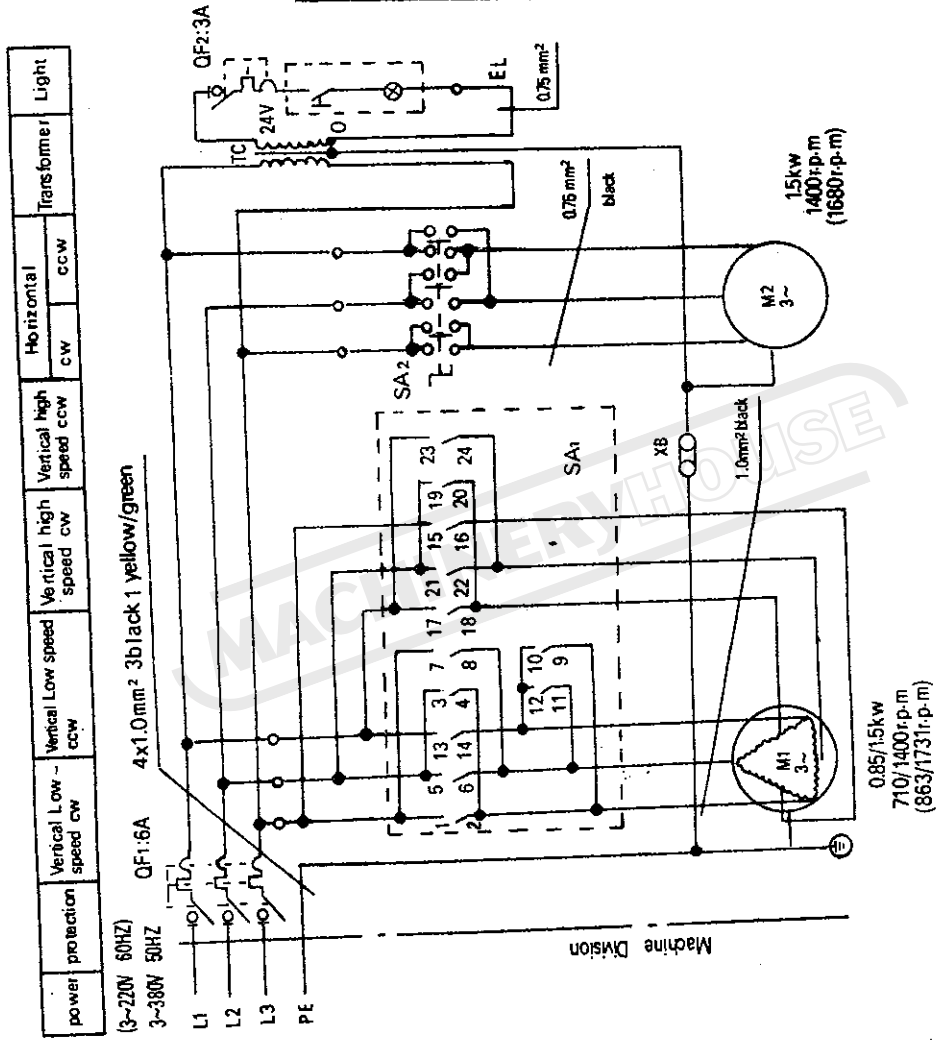 power
protection
Vertical Low-
speed cw
Vertical Low speed
ccw
Vertical high
speed cw
Vertical high
speed ccw
Horizontal
cw
ccw
Transformer
Light
(3~220V 60HZ)
3~380V 50HZ
QF1:6A
4x1.0mm² 3black 1 yellow/green
L1
L2
L3
PE
Machine Division
TC
24V
0
QF2:3A
EL
0.75 mm²
SA2
0.75 mm²
black
1 5 13 3 7 17 21 15 19 23
2 6 14 4 8 18 22 16 20 24
12 10
11 9
SA1
XB
1.0mm² black
M1
3~
0.85/1.5kw
710/1400r.p.m
(863/1731r.p.m)
M2
3~
1.5kw
1400r.p.m
(1680r.p.m)
MACHINERYHOUSE